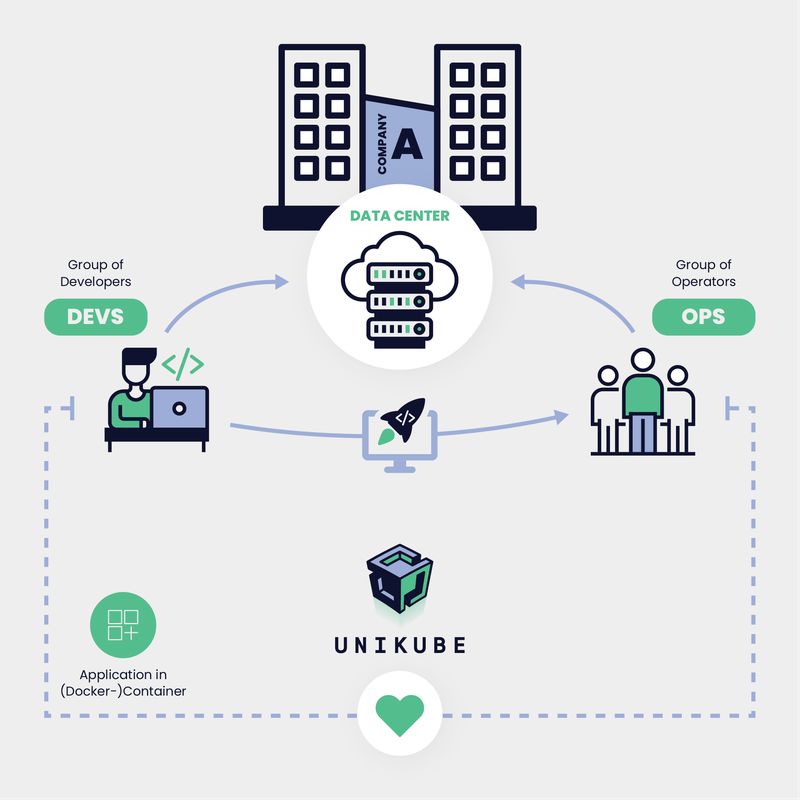 COMPANY
A
DATA CENTER
Group of
Developers
DEVS
Group of
Operators
OPS
</>
</>
UNIKUBE
Application in
(Docker-)Container